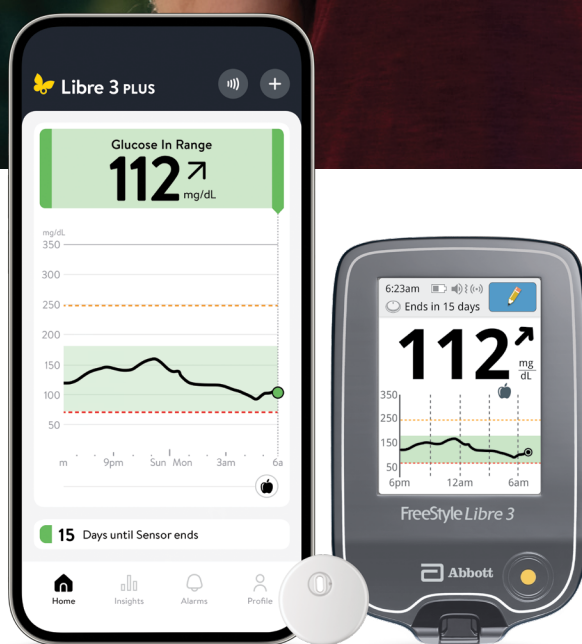 Libre 3 PLUS
Glucose In Range
112
mg/dL
mg/dL
350
300
250
200
150
100
50
m 9pm Sun Mon 3am 6a
15 Days until Sensor ends
Home Insights Alarms Profile
6:23am
Ends in 15 days
112 mg/dL
350
250
150
50
6pm 12am 6am
FreeStyle Libre 3
Abbott